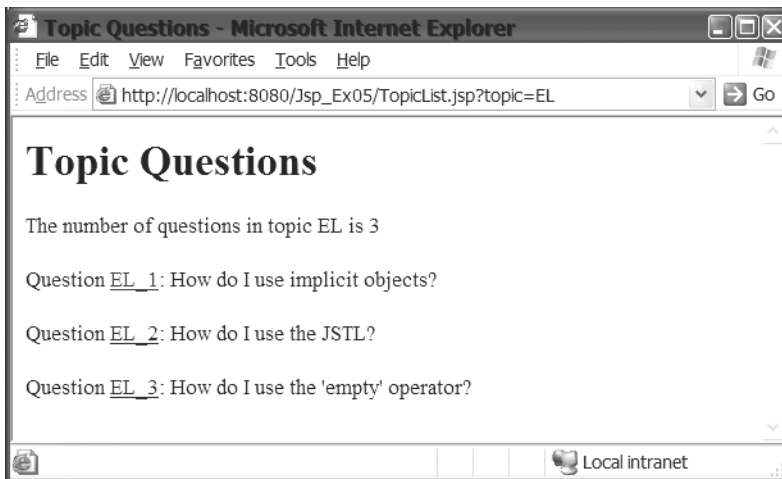 Topic Questions - Microsoft Internet Explorer
File Edit View Favorites Tools Help
Address http://localhost:8080/Jsp_Ex05/TopicList.jsp?topic=EL Go
Topic Questions
The number of questions in topic EL is 3
Question EL_1: How do I use implicit objects?
Question EL_2: How do I use the JSTL?
Question EL_3: How do I use the 'empty' operator?
Local intranet